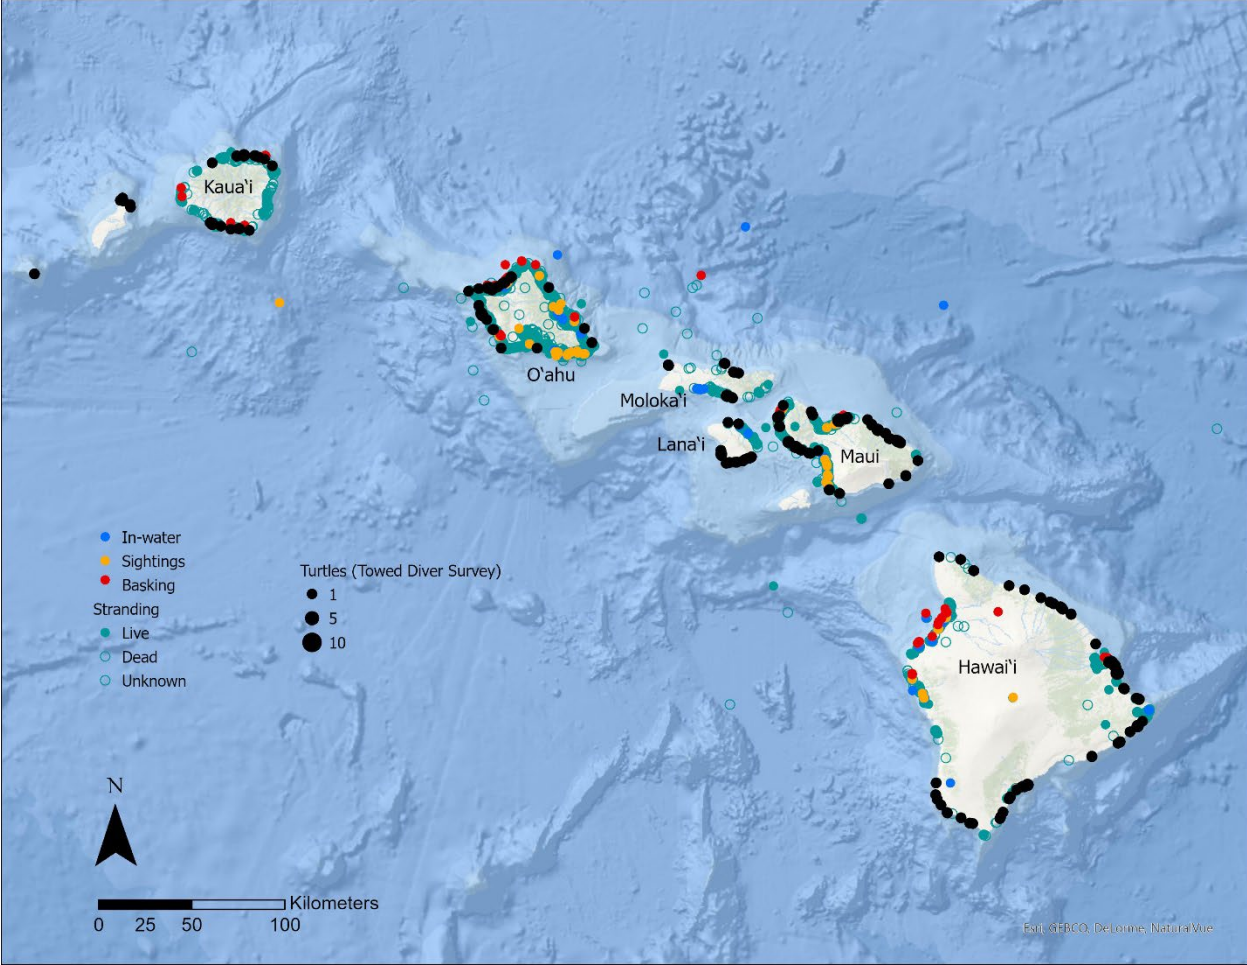 Kaua‘i
O‘ahu
Moloka‘i
Lana‘i
Maui
Hawai‘i
In-water
Sightings
Basking
Stranding
Live
Dead
Unknown
Turtles (Towed Diver Survey)
1
5
10
N
Kilometers
0 25 50 100
Esri, GEBCO, DeLorme, NaturalVue